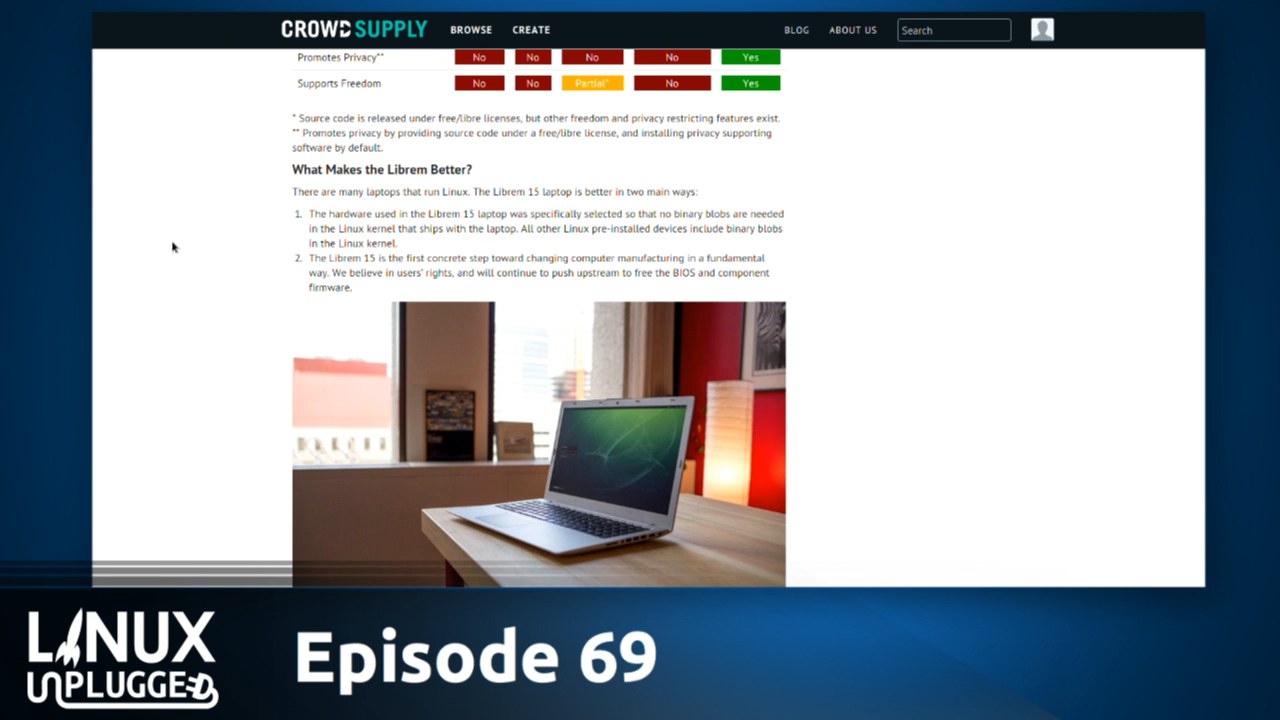 CROWD SUPPLY BROWSE CREATE BLOG ABOUT US Search
Promotes Privacy** No No No No Yes
Supports Freedom No No Partial* No Yes
* Source code is released under free/libre licenses, but other freedom and privacy restricting features exist.
** Promotes privacy by providing source code under a free/libre license, and installing privacy supporting
software by default.
What Makes the Librem Better?
There are many laptops that run Linux. The Librem 15 laptop is better in two main ways:
1. The hardware used in the Librem 15 laptop was specifically selected so that no binary blobs are needed
in the Linux kernel that ships with the laptop. All other Linux pre-installed devices include binary blobs
in the Linux kernel.
2. The Librem 15 is the first concrete step toward changing computer manufacturing in a fundamental
way. We believe in users' rights, and will continue to push upstream to free the BIOS and component
firmware.
LINUX
UNPLUGGED
Episode 69